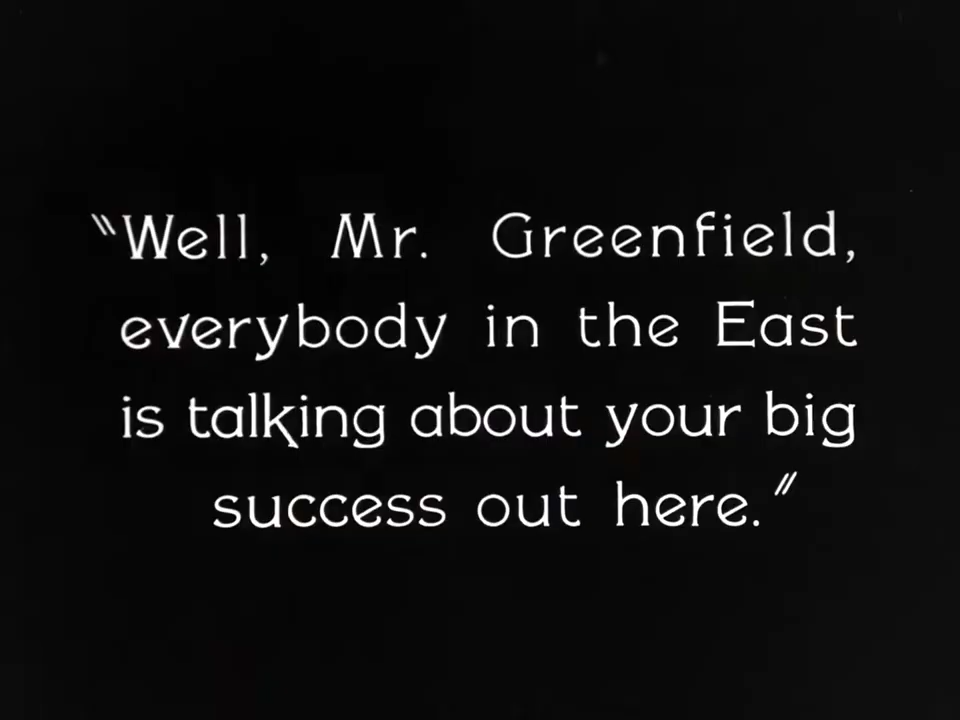 "Well, Mr. Greenfield,
everybody in the East
is talking about your big
success out here."